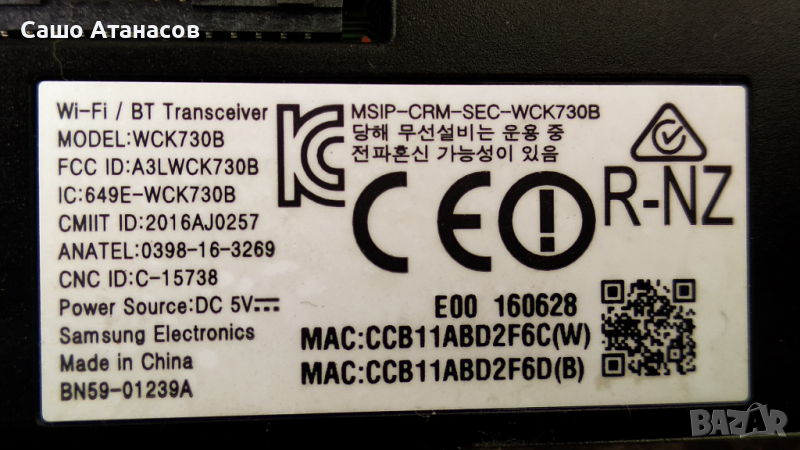 Сашо Атанасов
Wi-Fi / BT Transceiver
MODEL:WCK730B
FCC ID:A3LWCK730B
IC:649E-WCK730B
CMIIT ID:2016AJ0257
ANATEL:0398-16-3269
CNC ID:C-15738
Power Source:DC 5V
Samsung Electronics
Made in China
BN59-01239A
MSIP-CRM-SEC-WCK730B
당해 무선설비는 운용 중
전파혼신 가능성이 있음
CE
R-NZ
E00 160628
MAC:CCB11ABD2F6C(W)
MAC:CCB11ABD2F6D(B)
BAZAR